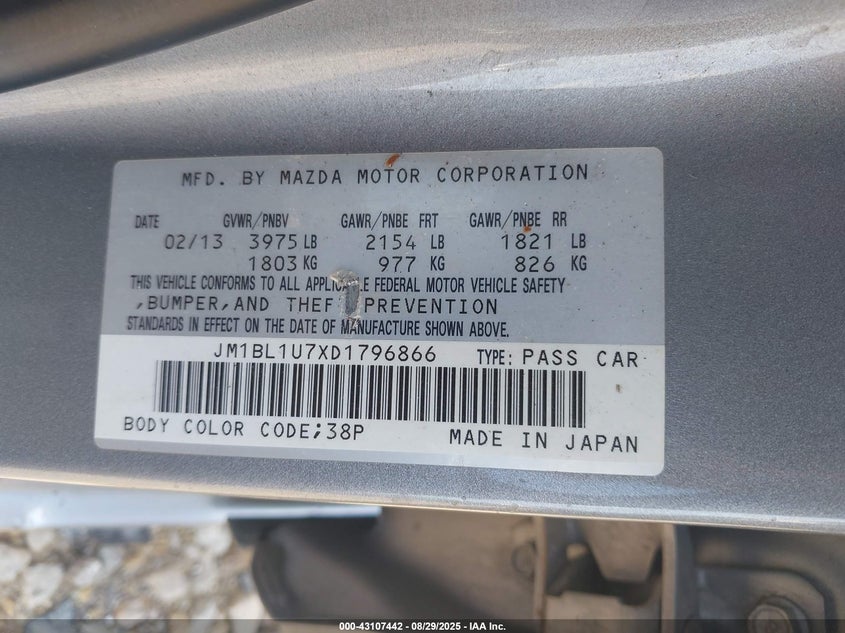 MFD. BY MAZDA MOTOR CORPORATION
DATE GVWR/PNBV GAWR/PNBE FRT GAWR/PNBE RR
02/13 3975 LB 2154 LB 1821 LB
1803 KG 977 KG 826 KG
THIS VEHICLE CONFORMS TO ALL APPLICABLE FEDERAL MOTOR VEHICLE SAFETY
,BUMPER,AND THEFT PREVENTION
STANDARDS IN EFFECT ON THE DATE OF MANUFACTURE SHOWN ABOVE.
JM1BL1U7XD1796866 TYPE: PASS CAR
BODY COLOR CODE;38P MADE IN JAPAN
000-43107442 - 08/29/2025 - IAA Inc.